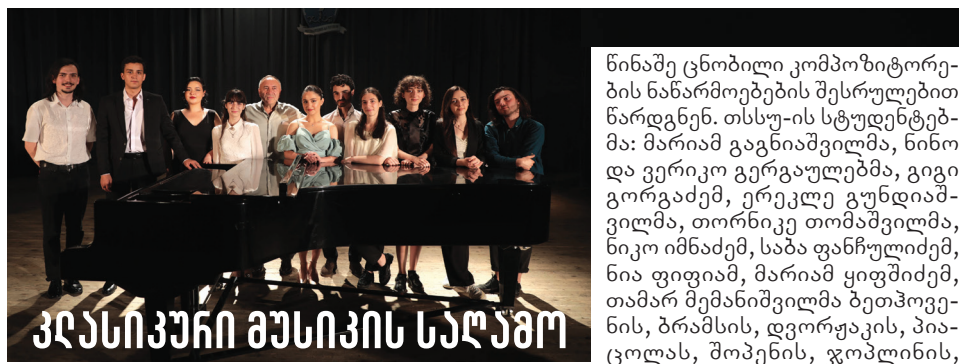 კლასიკური მუსიკის საღამო
წინაშე ცნობილი კომპოზიტორე-
ბის ნაწარმოებების შესრულებით
წარდგნენ. თსსუ-ის სტუდენტებ-
მა: მარიამ გაგნიაშვილმა, ნინო
და ვერიკო გერგაულებმა, გიგი
გორგაძემ, ერეკლე გუნდიაშ-
ვილმა, თორნიკე თომაშვილმა,
ნიკო იმნაძემ, საბა ფანჩულიძემ,
ნია ფიფიამ, მარიამ ყიფშიძემ,
თამარ მემანიშვილმა ბეთჰოვე-
ნის, ბრამსის, დვორჟაკის, პია-
ცოლას, შოპენის, ჯოპლინის,